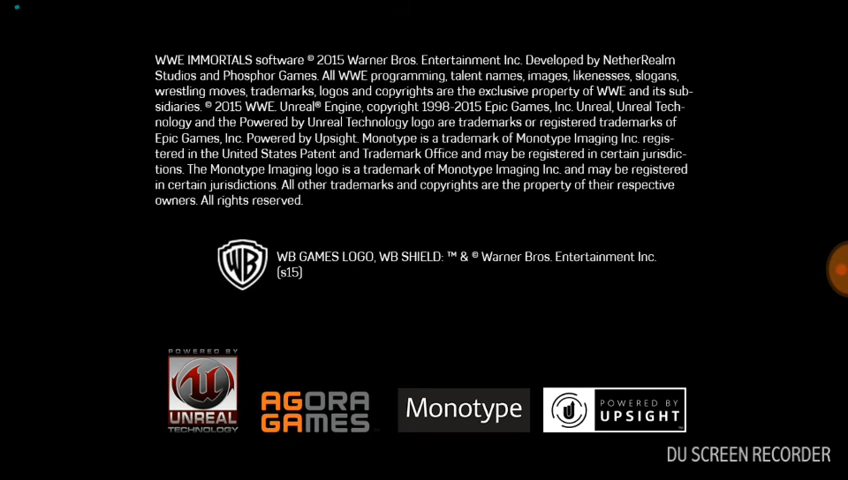 WWE IMMORTALS software © 2015 Warner Bros. Entertainment Inc. Developed by NetherRealm
Studios and Phosphor Games. All WWE programming, talent names, images, likenesses, slogans,
wrestling moves, trademarks, logos and copyrights are the exclusive property of WWE and its sub-
sidiaries. © 2015 WWE. Unreal® Engine, copyright 1998-2015 Epic Games, Inc. Unreal, Unreal Tech-
nology and the Powered by Unreal Technology logo are trademarks or registered trademarks of
Epic Games, Inc. Powered by Upsight. Monotype is a trademark of Monotype Imaging Inc. regis-
tered in the United States Patent and Trademark Office and may be registered in certain jurisdic-
tions. The Monotype Imaging logo is a trademark of Monotype Imaging Inc. and may be registered
in certain jurisdictions. All other trademarks and copyrights are the property of their respective
owners. All rights reserved.
WB
WB GAMES LOGO, WB SHIELD: ™ & © Warner Bros. Entertainment Inc.
(s15)
POWERED BY
UNREAL
TECHNOLOGY
AGORA
GAMES
Monotype
POWERED BY
UPSIGHT
DU SCREEN RECORDER